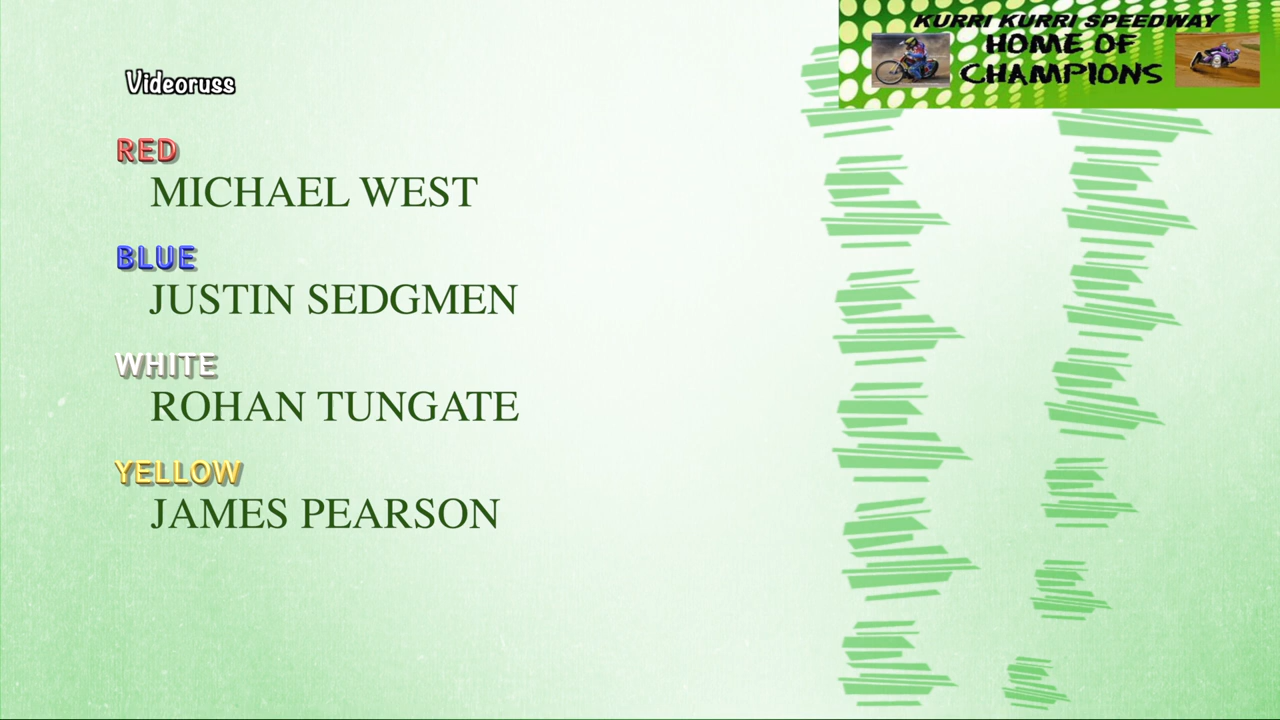 KURRI KURRI SPEEDWAY
HOME OF
CHAMPIONS
Videoruss
RED
MICHAEL WEST
BLUE
JUSTIN SEDGMEN
WHITE
ROHAN TUNGATE
YELLOW
JAMES PEARSON